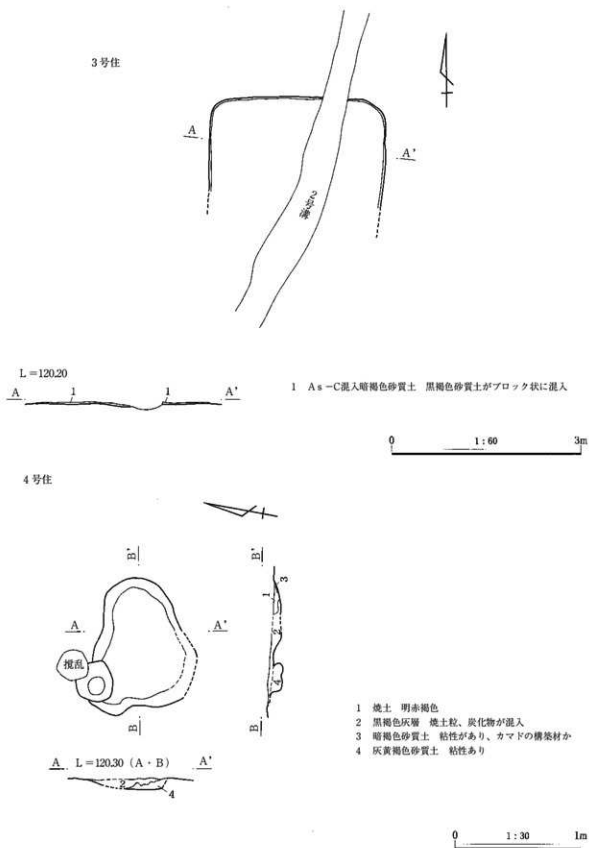 3号住
A
A'
2号溝
L=120.20
A 1 1 A'
1 As-C混入暗褐色砂質土 黒褐色砂質土がブロック状に混入
0 1:60 3m
4号住
B'
B'
A
A'
撹乱
B
B
1
3
2
4
A L=120.30（A・B） A'
2
4
1 焼土 明赤褐色
2 黒褐色灰層 焼土粒、炭化物が混入
3 暗褐色砂質土 粘性があり、カマドの構築材か
4 灰黄褐色砂質土 粘性あり
0 1:30 1m